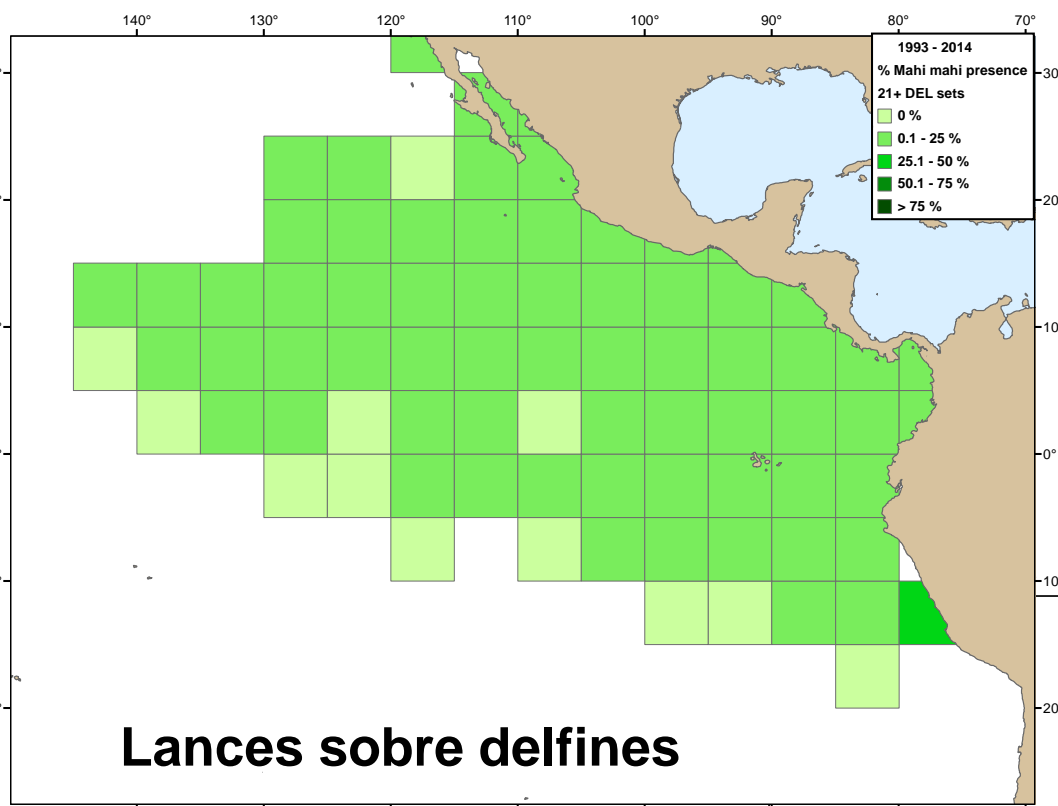 140° 130° 120° 110° 100° 90° 80° 70°
1993 - 2014
% Mahi mahi presence
21+ DEL sets
0 %
0.1 - 25 %
25.1 - 50 %
50.1 - 75 %
> 75 %
30
20
10
0°
10
20
Lances sobre delfines